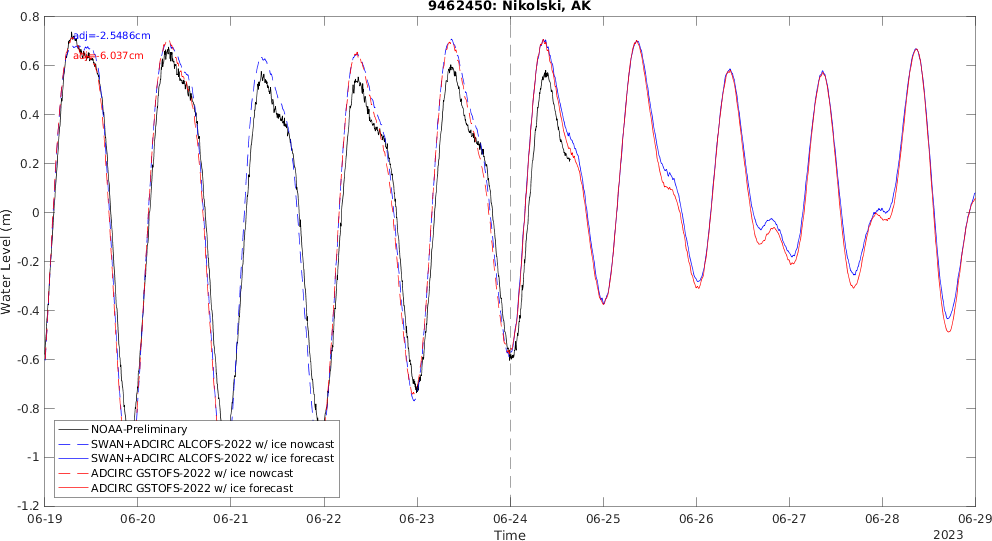 9462450: Nikolski, AK
0.8
0.6
0.4
0.2
0
-0.2
-0.4
-0.6
-0.8
-1
-1.2
Water Level (m)
adj=-2.5486cm
adj=-6.037cm
NOAA-Preliminary
SWAN+ADCIRC ALCOFS-2022 w/ ice nowcast
SWAN+ADCIRC ALCOFS-2022 w/ ice forecast
ADCIRC GSTOFS-2022 w/ ice nowcast
ADCIRC GSTOFS-2022 w/ ice forecast
06-19 06-20 06-21 06-22 06-23 06-24 06-25 06-26 06-27 06-28 06-29
Time
2023